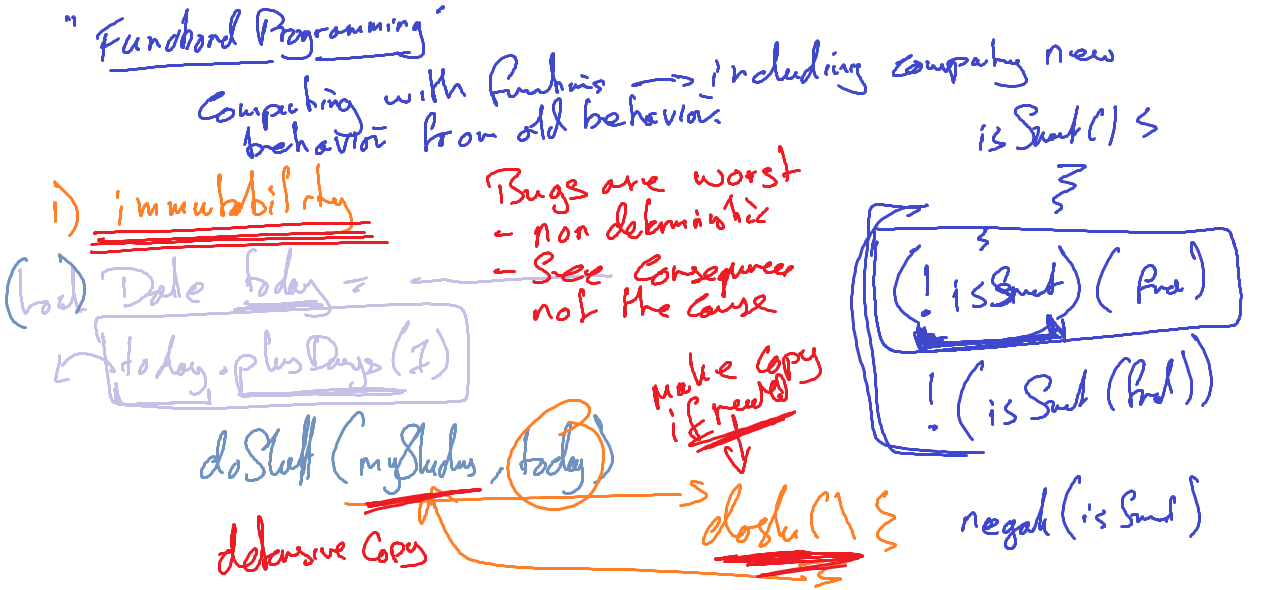 "Functional Programming"
Computing with functions → including computing new
behavior from old behavior.
isSmart() {
}
1) immutability
Bugs are worst
- non deterministic
- See consequences
not the cause
(local) Date today =
today.plusDays(1)
(! isSmart) (Fred)
! (isSmart (Fred))
make copy
if needed
doStuff (myStudents, today)
doStu() {
}
negate (isSmart)
defensive copy